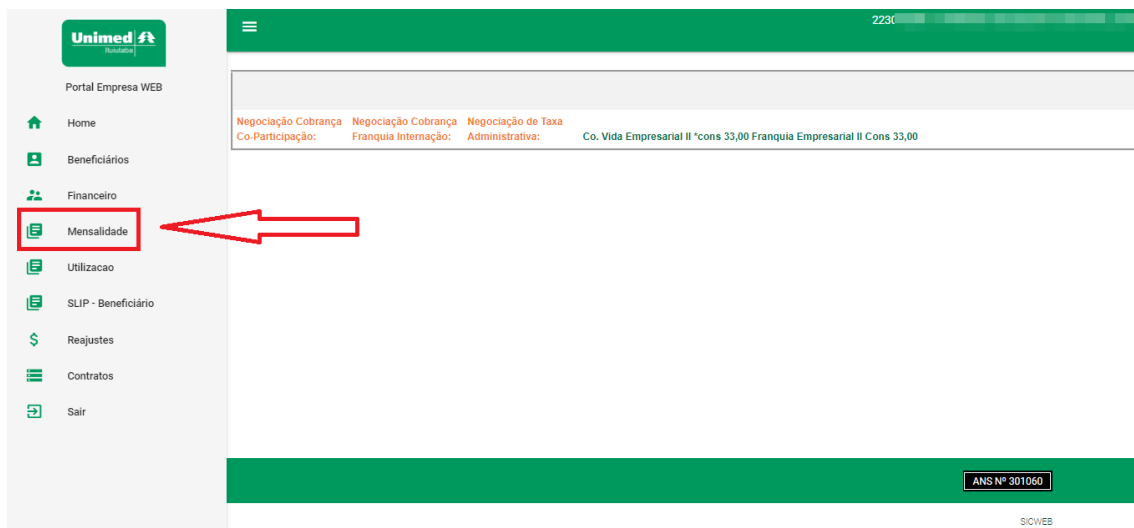 Unimed
Ituiutaba
2230
Portal Empresa WEB
Home
Beneficiários
Financeiro
Mensalidade
Utilizacao
SLIP - Beneficiário
Reajustes
Contratos
Sair
Negociação Cobrança Negociação Cobrança Negociação de Taxa
Co-Participação: Franquia Internação: Administrativa: Co. Vida Empresarial II *cons 33,00 Franquia Empresarial II Cons 33,00
ANS Nº 301060
SICWEB